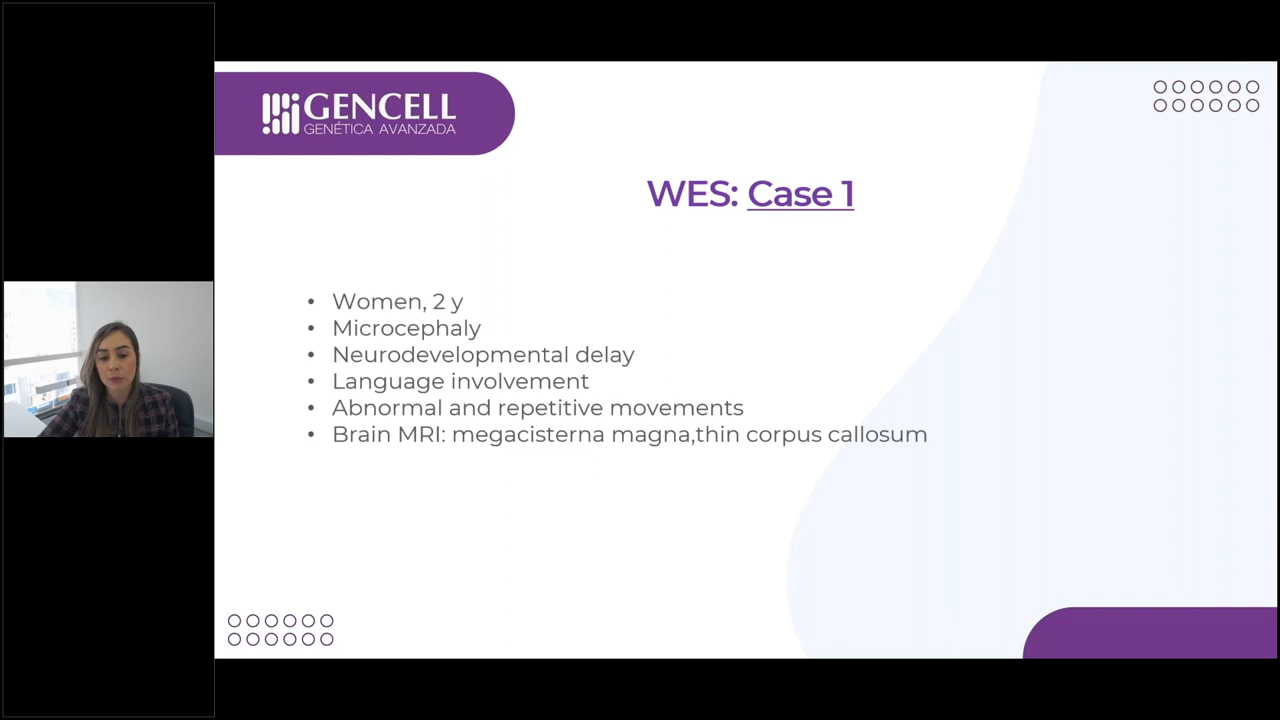 GENCELL
GENÉTICA AVANZADA
WES: Case 1
• Women, 2 y
• Microcephaly
• Neurodevelopmental delay
• Language involvement
• Abnormal and repetitive movements
• Brain MRI: megacisterna magna,thin corpus callosum